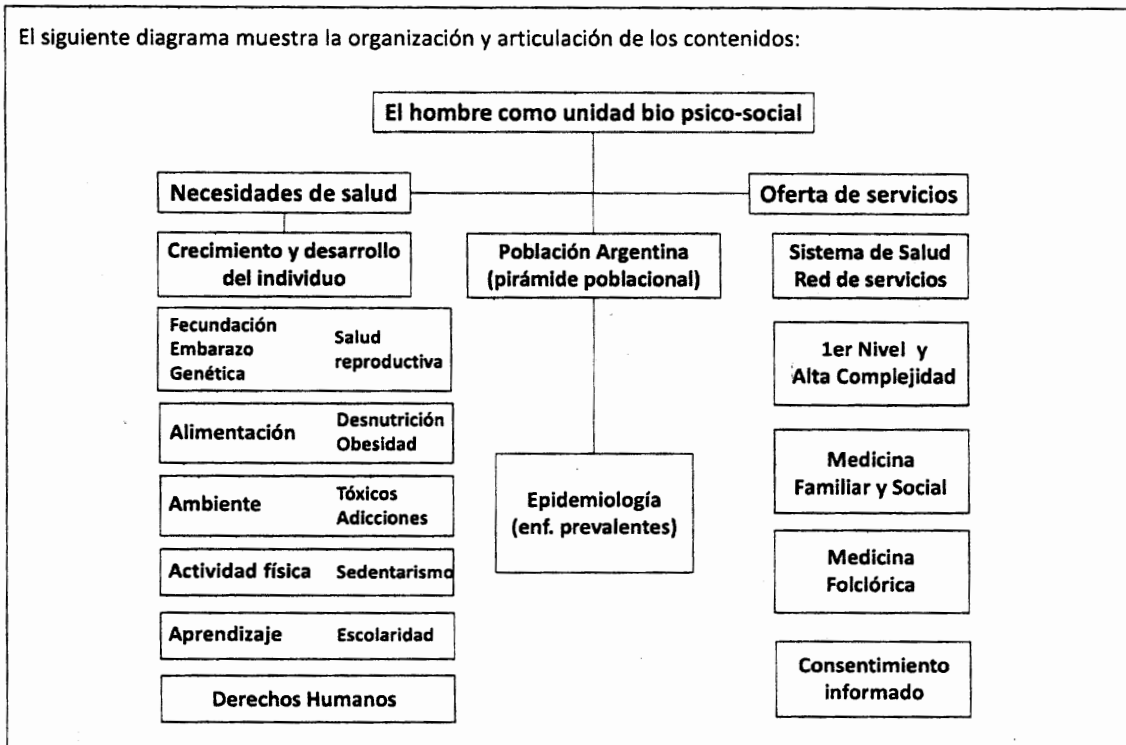 El siguiente diagrama muestra la organización y articulación de los contenidos:
El hombre como unidad bio psico-social
Necesidades de salud
Oferta de servicios
Crecimiento y desarrollo
del individuo
Población Argentina
(pirámide poblacional)
Sistema de Salud
Red de servicios
Fecundación
Embarazo
Genética
Salud
reproductiva
1er Nivel y
Alta Complejidad
Alimentación
Desnutrición
Obesidad
Medicina
Familiar y Social
Ambiente
Tóxicos
Adicciones
Epidemiología
(enf. prevalentes)
Actividad física
Sedentarismo
Medicina
Folclórica
Aprendizaje
Escolaridad
Derechos Humanos
Consentimiento
informado